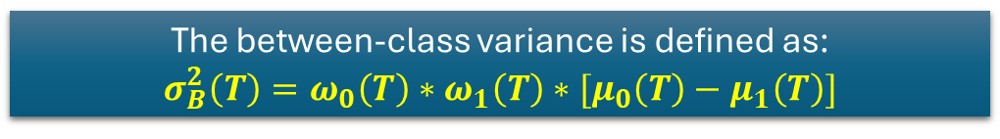 The between-class variance is defined as:
σ²_B(T) = ω₀(T) * ω₁(T) * [μ₀(T) − μ₁(T)]